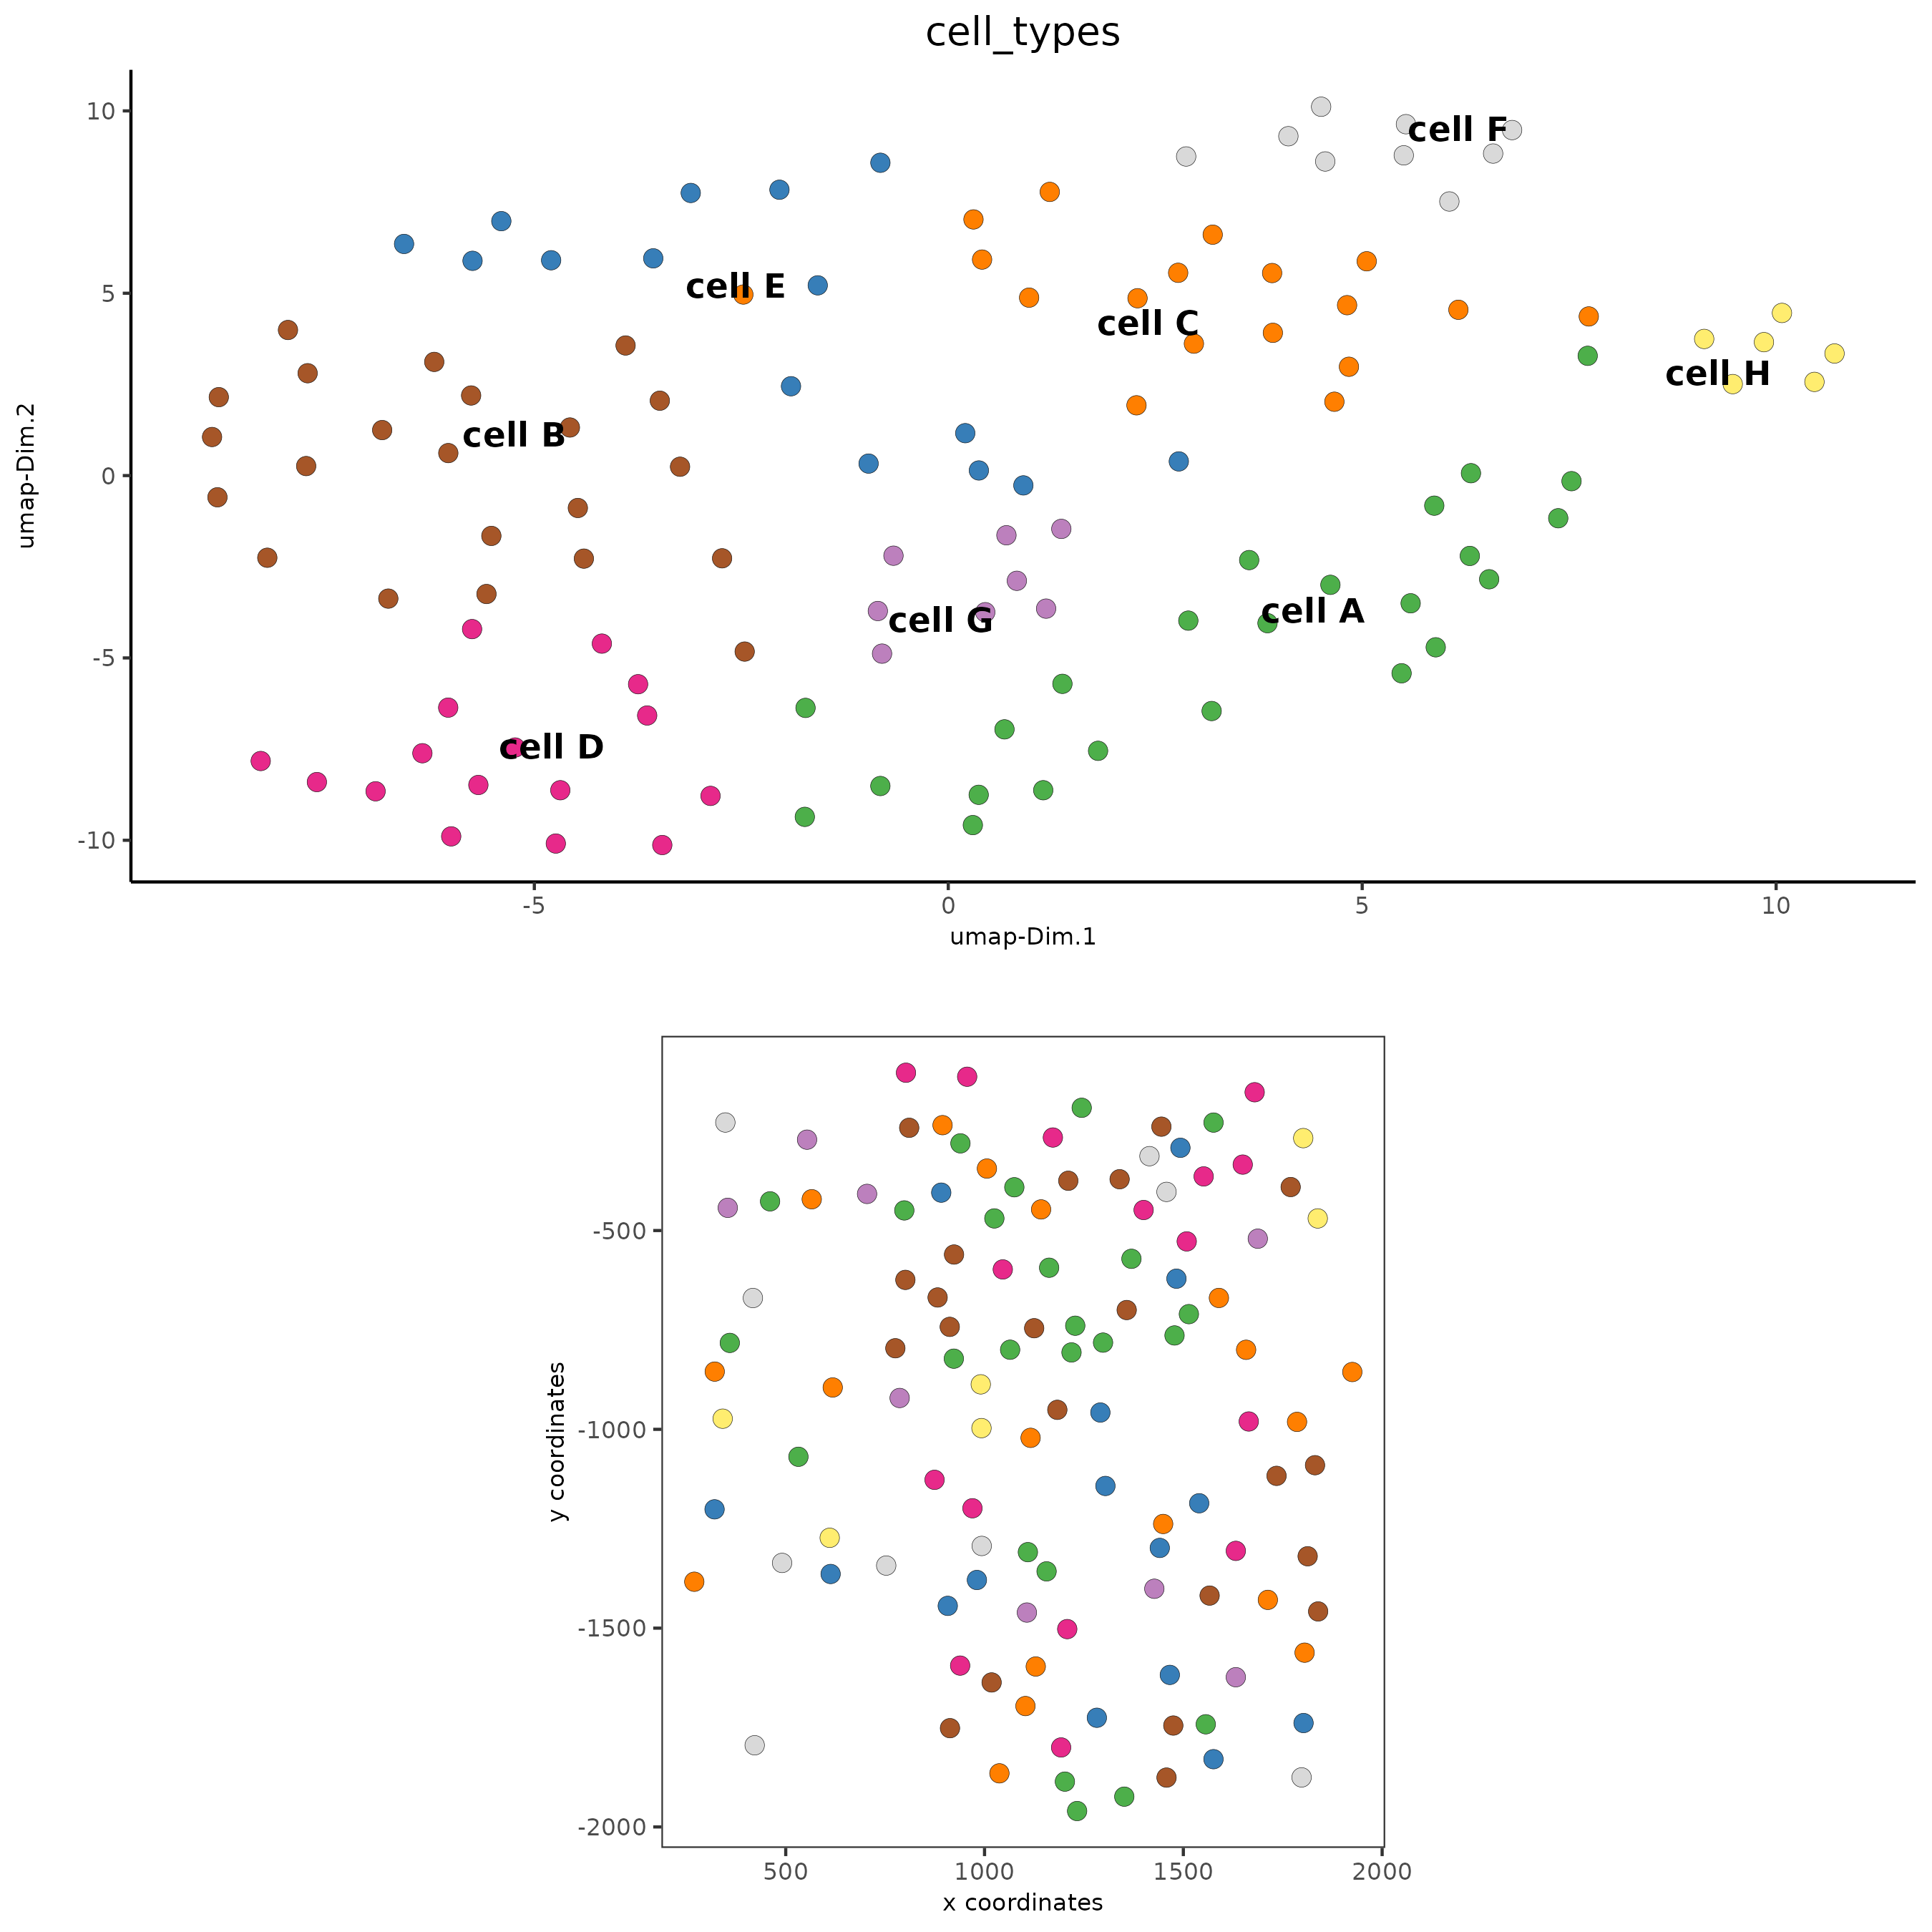 cell_types
10
5
0
-5
-10
umap-Dim.2
cell F
cell E
cell C
cell H
cell B
cell A
cell G
cell D
-5
0
5
10
umap-Dim.1
-500
-1000
-1500
-2000
y coordinates
500
1000
1500
2000
x coordinates